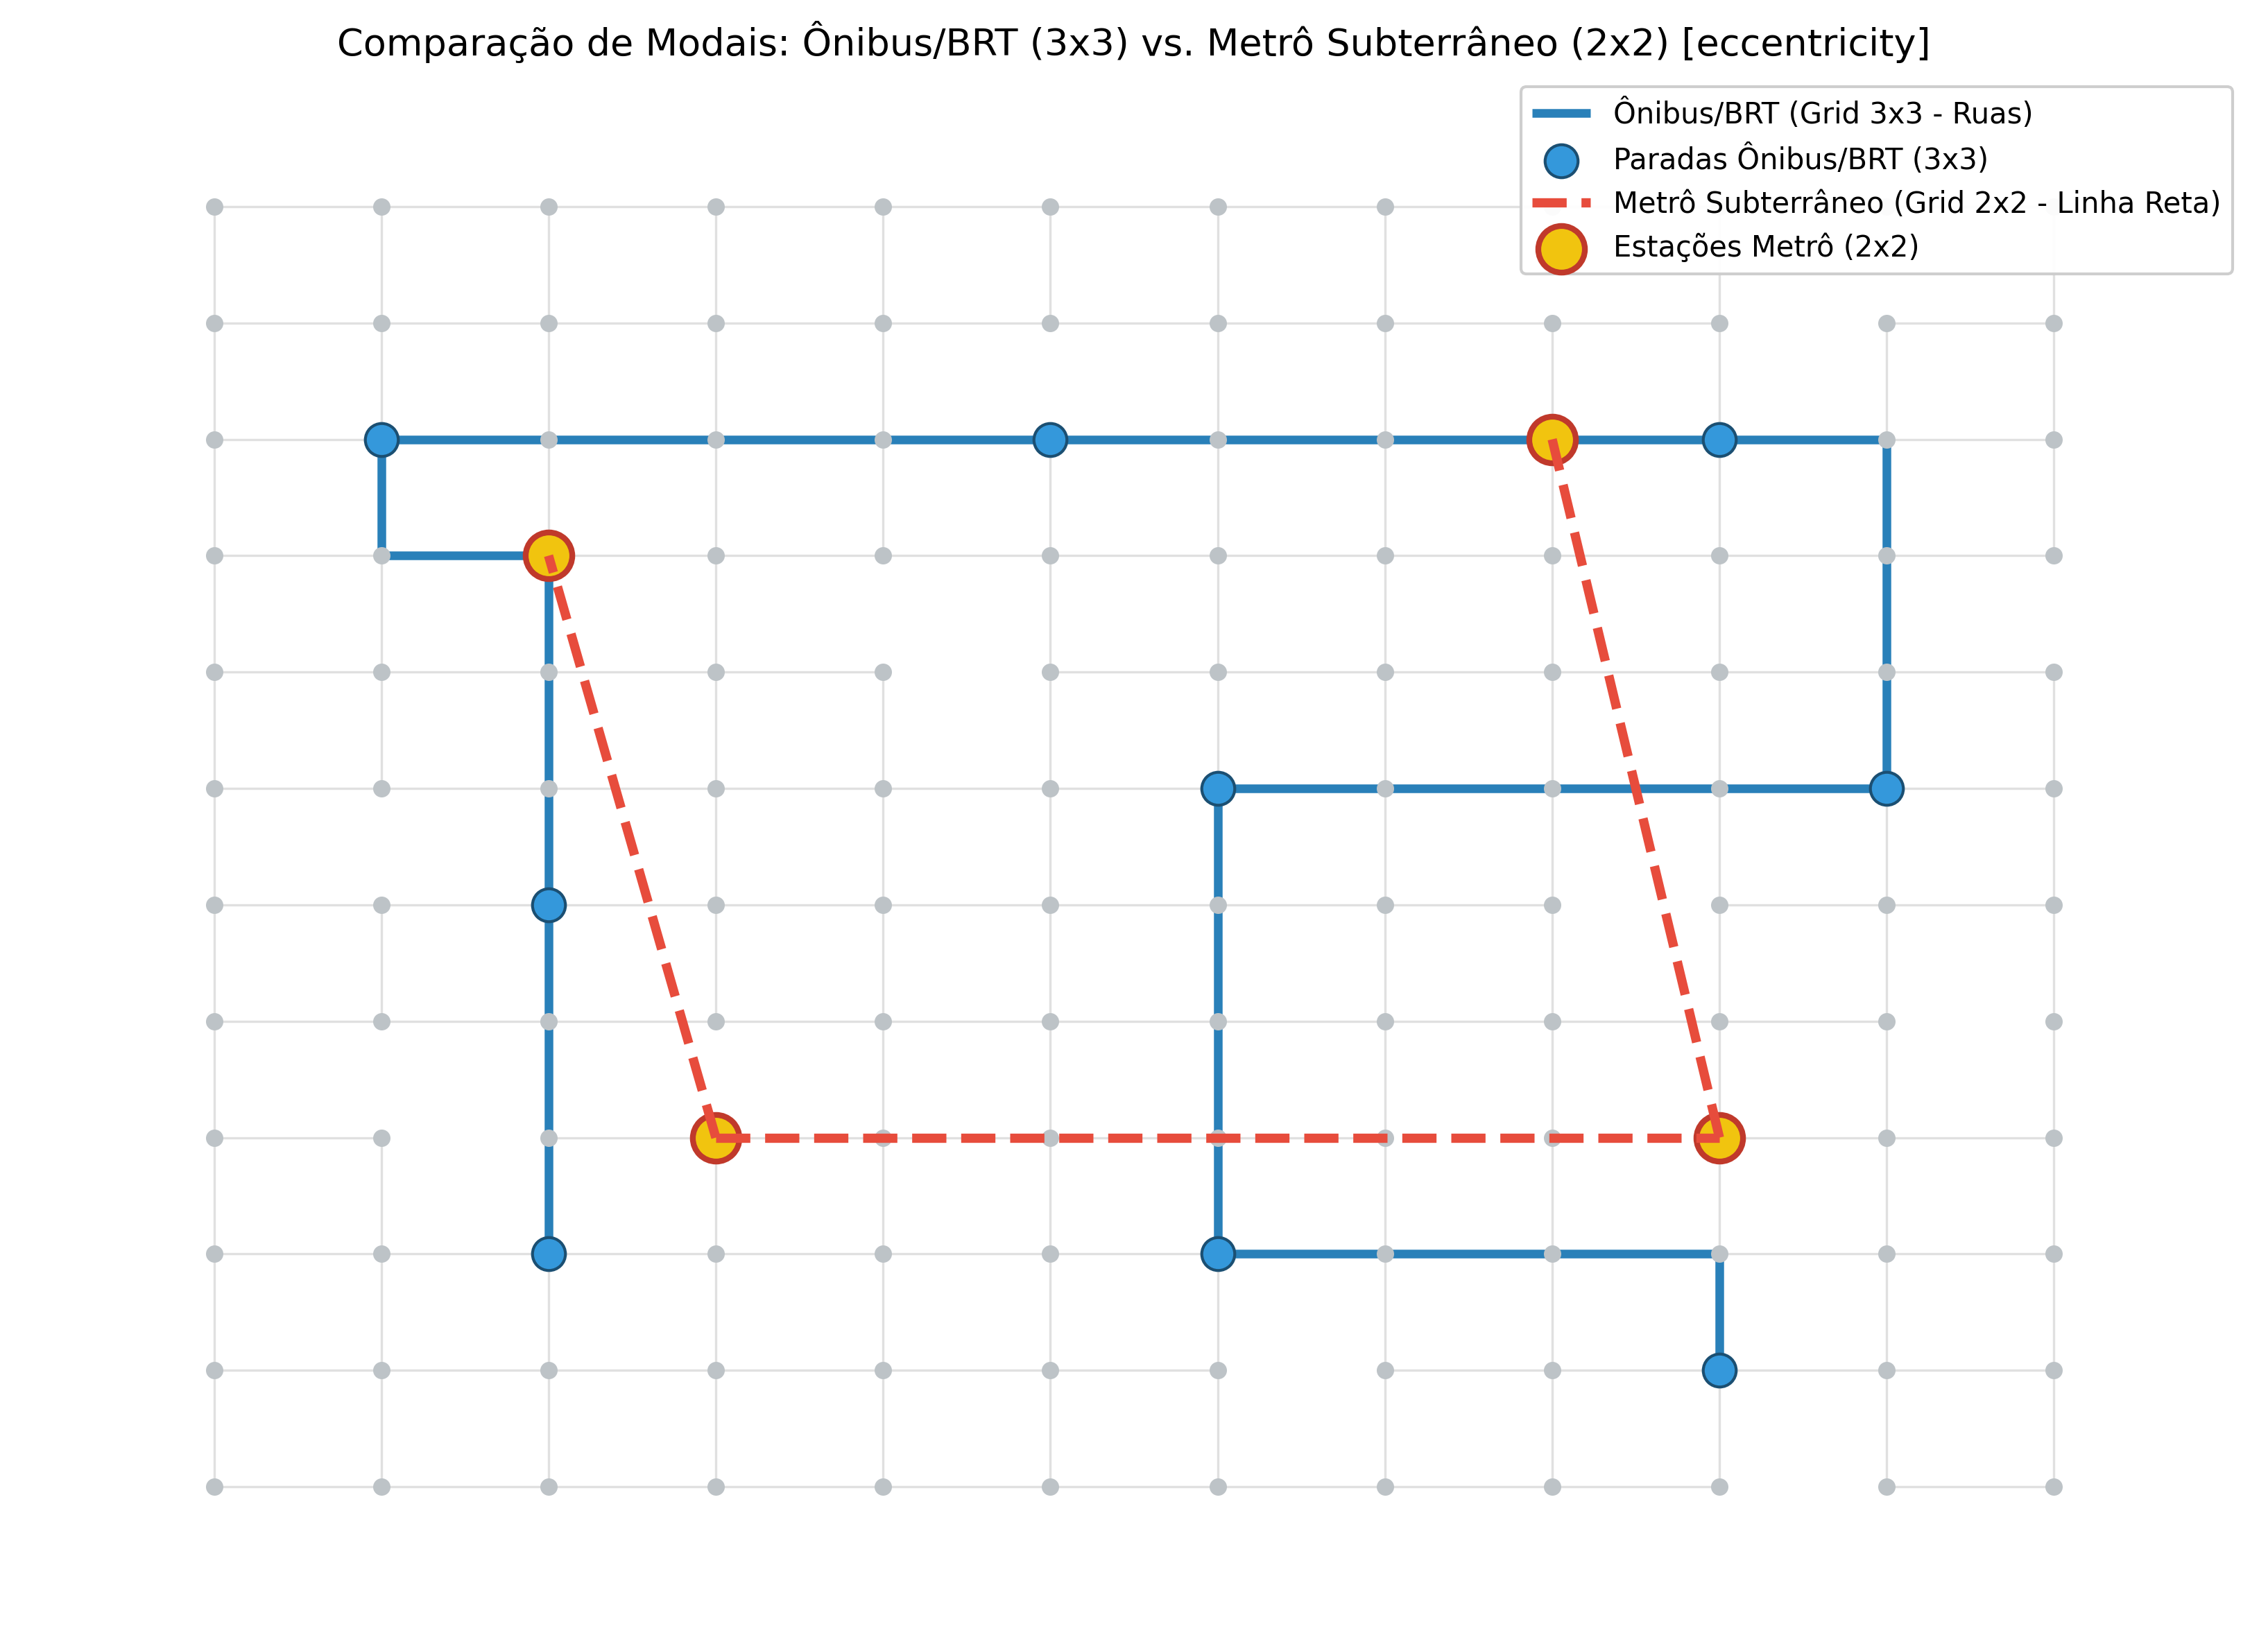 Comparação de Modais: Ônibus/BRT (3x3) vs. Metrô Subterrâneo (2x2) [eccentricity]
Ônibus/BRT (Grid 3x3 - Ruas)
Paradas Ônibus/BRT (3x3)
Metrô Subterrâneo (Grid 2x2 - Linha Reta)
Estações Metrô (2x2)